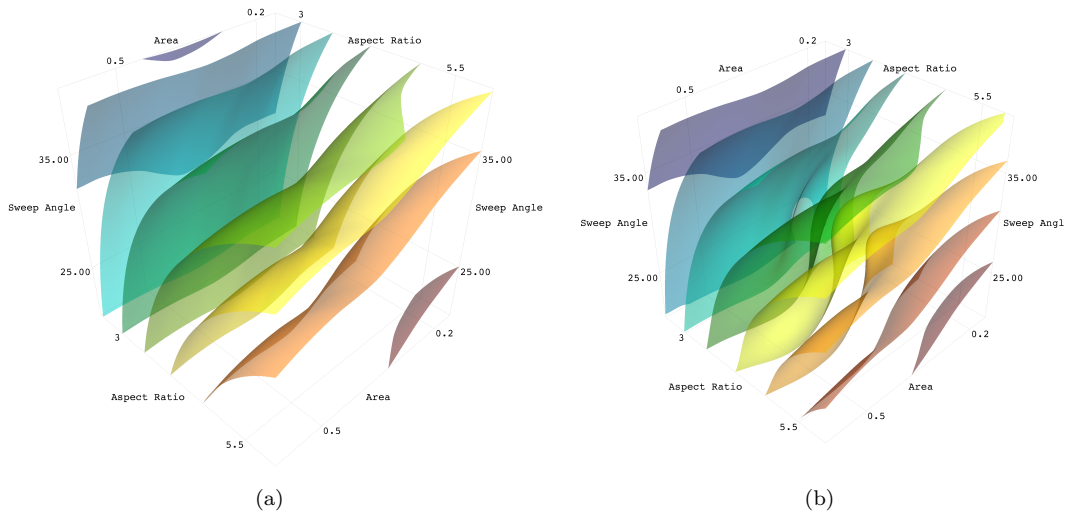 0.2
3
Area
Aspect Ratio
0.5
5.5
35.00
35.00
Sweep Angle
Sweep Angle
25.00
25.00
3
0.2
Aspect Ratio
Area
0.5
5.5
(a)
0.2
3
Area
Aspect Ratio
0.5
5.5
35.00
35.00
Sweep Angle
Sweep Angl
25.00
25.00
3
0.2
Aspect Ratio
Area
0.5
5.5
(b)